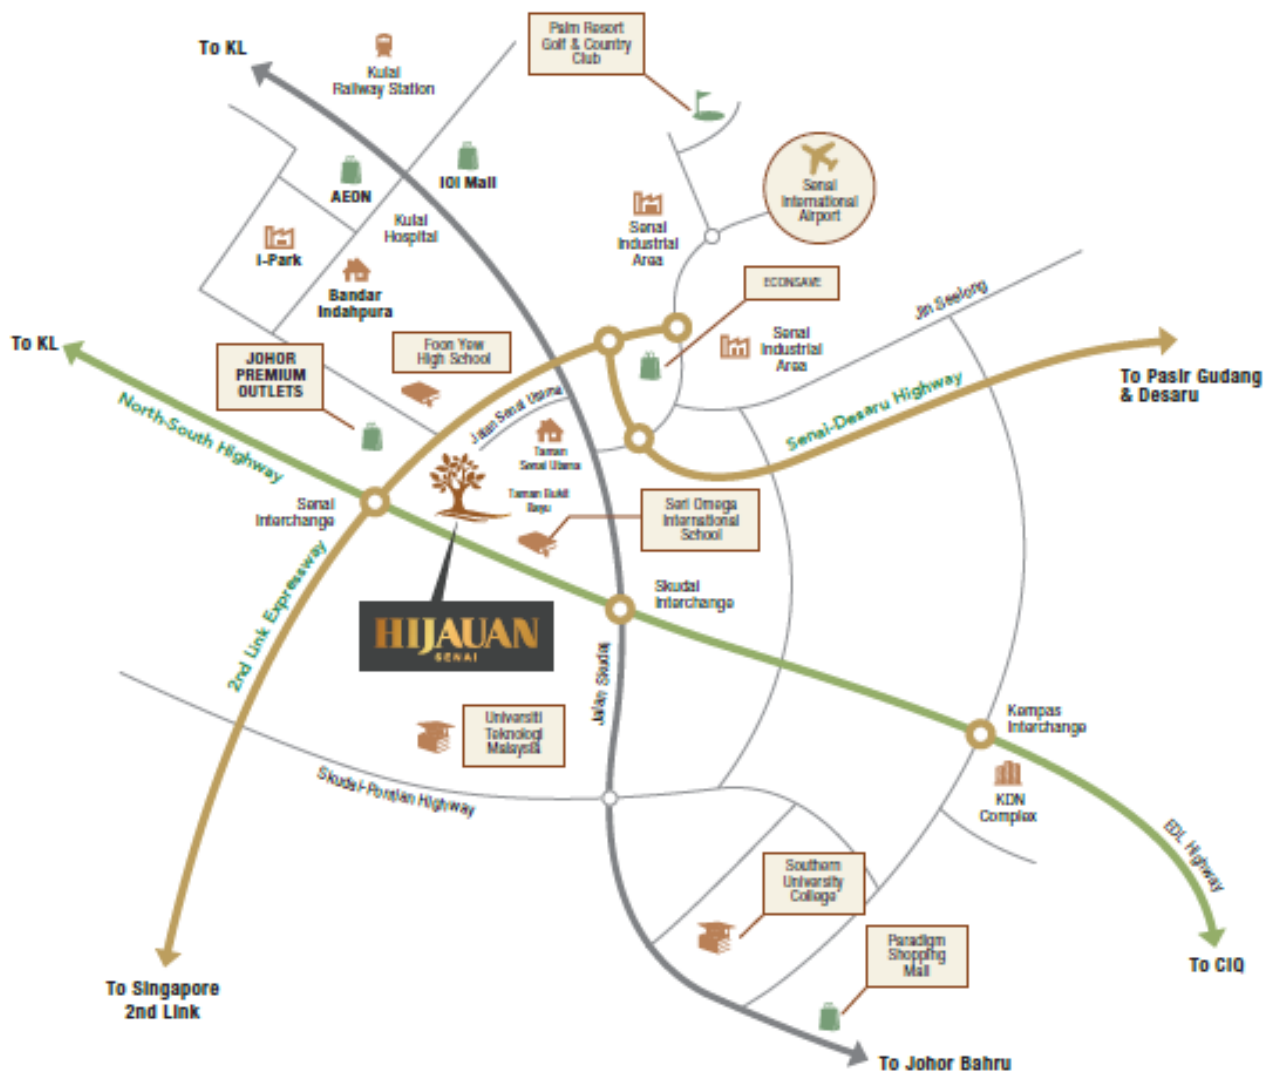 To KL
Kulai
Railway Station
Palm Resort
Golf & Country
Club
AEON
IOI Mall
Kulai
Hospital
I-Park
Bandar
Indahpura
Senai
International
Airport
Senai
Industrial
Area
ECONSAVE
Senai
Industrial
Area
Jln Seelong
To KL
JOHOR
PREMIUM
OUTLETS
Foon Yew
High School
North-South Highway
Jalan Senai Utama
Taman
Senai Utama
Taman Bukit
Bayu
Senai-Desaru Highway
To Pasir Gudang
& Desaru
Senai
Interchange
Seri Omega
International
School
2nd Link Expressway
HIJAUAN
SENAI
Skudai
Interchange
Jalan Skudai
Universiti
Teknologi
Malaysia
Skudai-Pontian Highway
Kempas
Interchange
KDN
Complex
EDL Highway
Southern
University
College
Paradigm
Shopping
Mall
To CIQ
To Singapore
2nd Link
To Johor Bahru